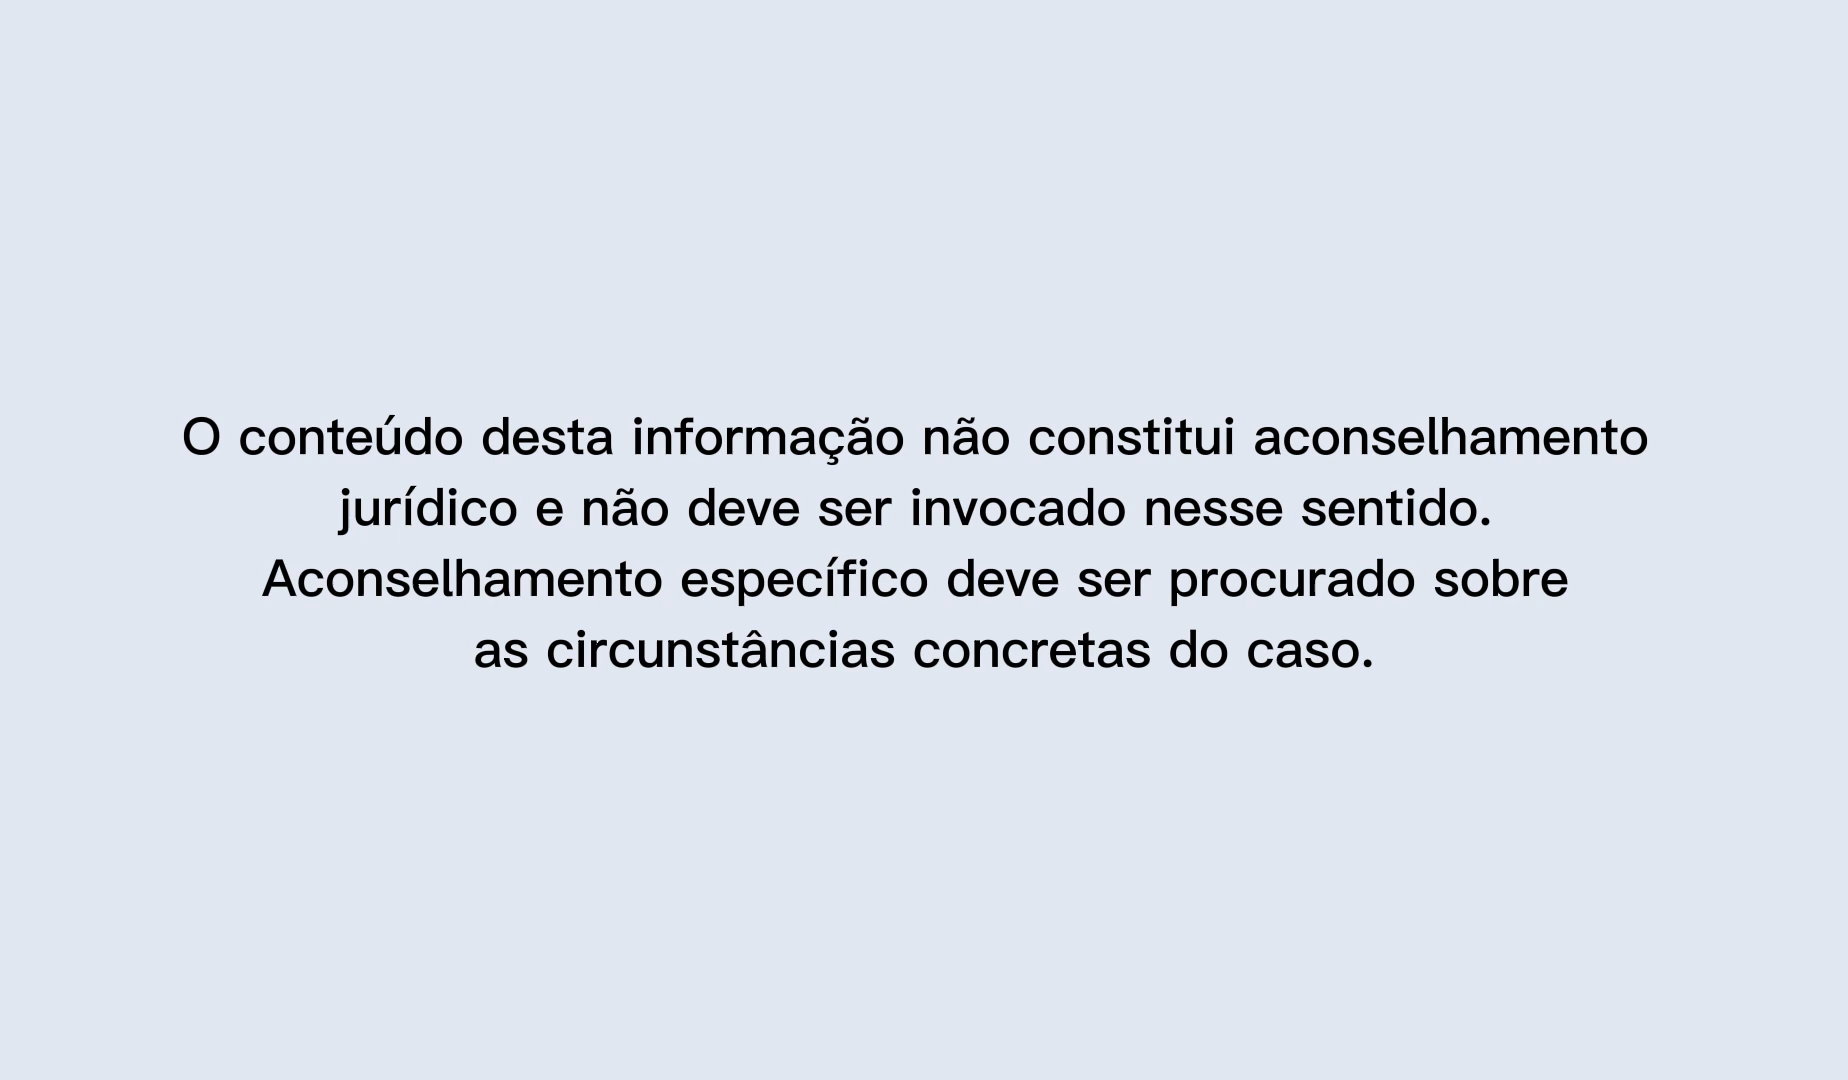 O conteúdo desta informação não constitui aconselhamento
jurídico e não deve ser invocado nesse sentido.
Aconselhamento específico deve ser procurado sobre
as circunstâncias concretas do caso.